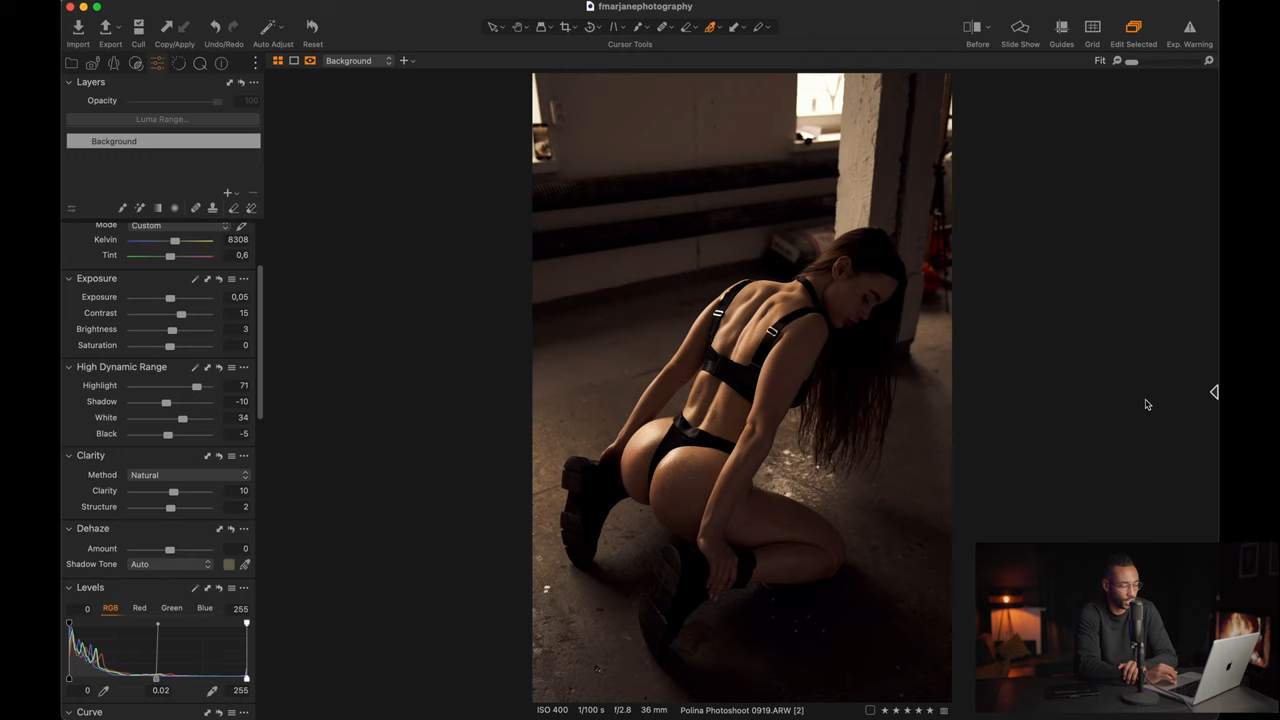 fmarjanephotography
Import Export Cull Copy/Apply Undo/Redo Auto Adjust Reset
Cursor Tools
Before Slide Show Guides Grid Edit Selected Exp. Warning
Background
Fit
Layers
Opacity 100
Luma Range...
Background
Mode Custom
Kelvin 8308
Tint 0,6
Exposure
Exposure 0,05
Contrast 15
Brightness 3
Saturation 0
High Dynamic Range
Highlight 71
Shadow -10
White 34
Black -5
Clarity
Method Natural
Clarity 10
Structure 2
Dehaze
Amount 0
Shadow Tone Auto
Levels
0 RGB Red Green Blue 255
0 0.02 255
Curve
ISO 400 1/100 s f/2.8 36 mm Polina Photoshoot 0919.ARW [2]